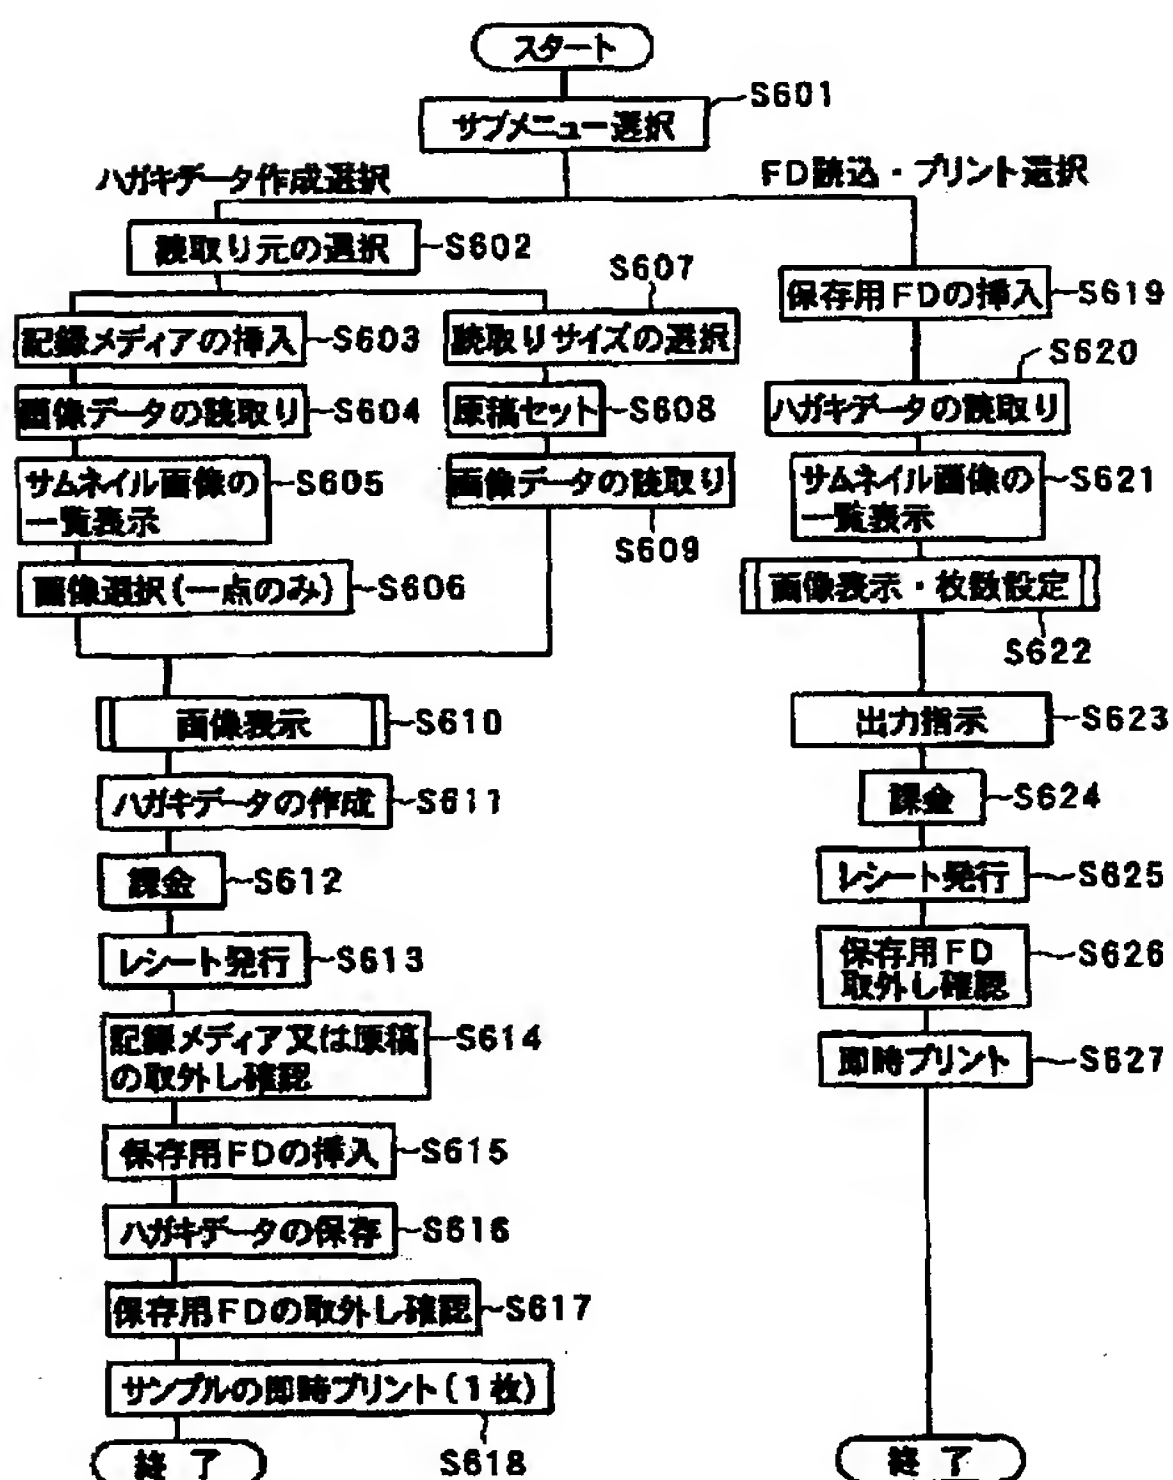 スタート
サブメニュー選択
S601
ハガキデータ作成選択
FD読込・プリント選択
読取り元の選択
S602
記録メディアの挿入
S603
画像データの読取り
S604
サムネイル画像の
一覧表示
S605
画像選択(一点のみ)
S606
S607
読取りサイズの選択
原稿セット
S608
画像データの読取り
S609
画像表示
S610
ハガキデータの作成
S611
課金
S612
レシート発行
S613
記録メディア又は原稿
の取外し確認
S614
保存用FDの挿入
S615
ハガキデータの保存
S616
保存用FDの取外し確認
S617
サンプルの即時プリント(1枚)
S618
終了
保存用FDの挿入
S619
S620
ハガキデータの読取り
サムネイル画像の
一覧表示
S621
画像表示・枚数設定
S622
出力指示
S623
課金
S624
レシート発行
S625
保存用FD
取外し確認
S626
即時プリント
S627
終了